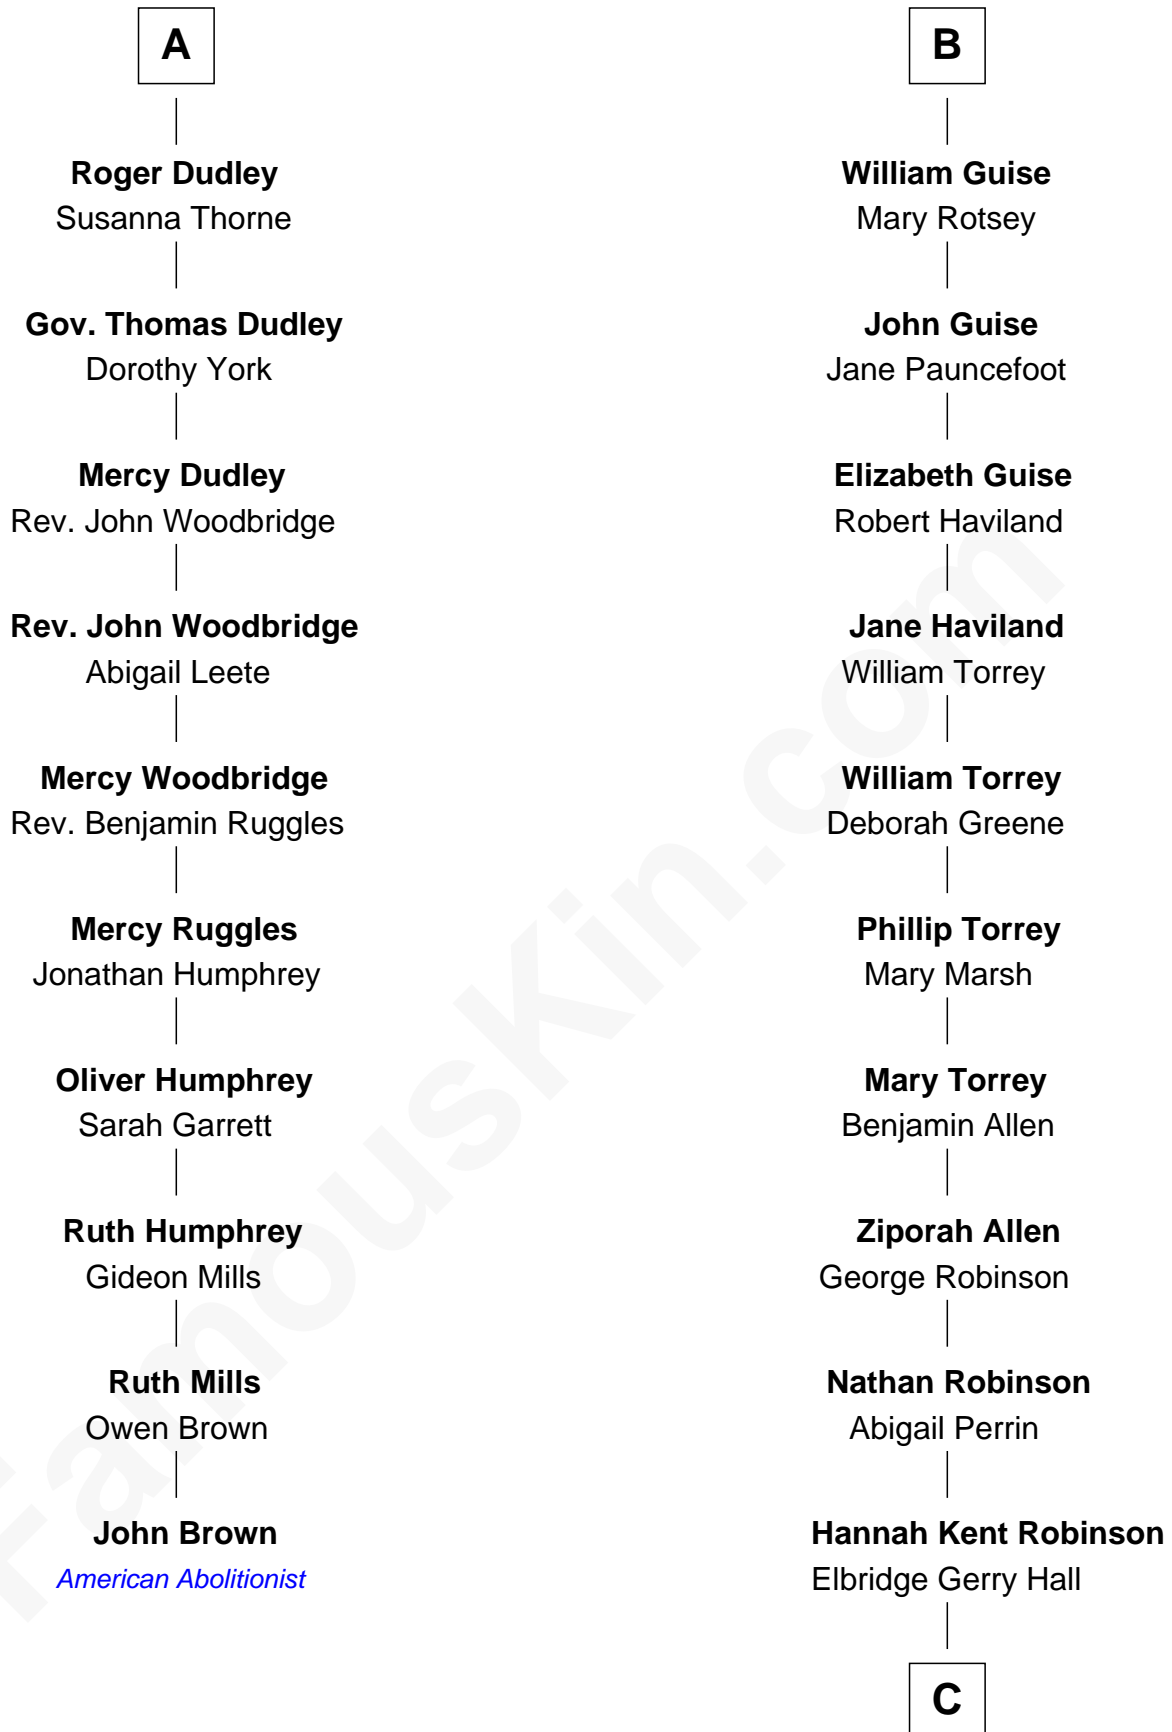 A
Roger Dudley
Susanna Thorne
Gov. Thomas Dudley
Dorothy York
Mercy Dudley
Rev. John Woodbridge
Rev. John Woodbridge
Abigail Leete
Mercy Woodbridge
Rev. Benjamin Ruggles
Mercy Ruggles
Jonathan Humphrey
Oliver Humphrey
Sarah Garrett
Ruth Humphrey
Gideon Mills
Ruth Mills
Owen Brown
John Brown
American Abolitionist
B
William Guise
Mary Rotsey
John Guise
Jane Pauncefoot
Elizabeth Guise
Robert Haviland
Jane Haviland
William Torrey
William Torrey
Deborah Greene
Phillip Torrey
Mary Marsh
Mary Torrey
Benjamin Allen
Ziporah Allen
George Robinson
Nathan Robinson
Abigail Perrin
Hannah Kent Robinson
Elbridge Gerry Hall
C
FamousKin.com